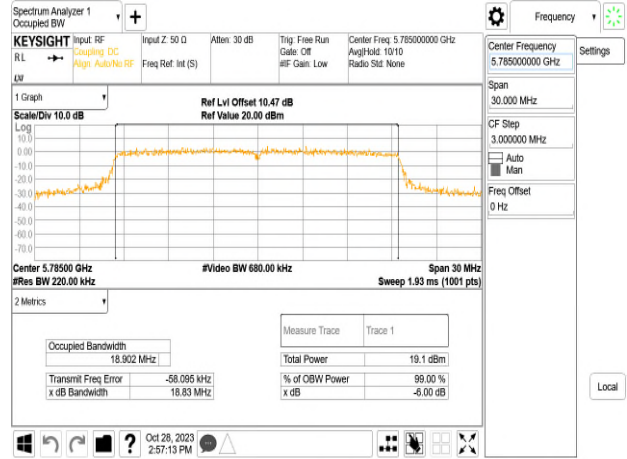 Spectrum Analyzer 1
Occupied BW
+
Frequency
KEYSIGHT
RL
Input: RF
Coupling: DC
Align: Auto/No RF
Input Z: 50 Ω
Freq Ref: Int (S)
Atten: 30 dB
Trig: Free Run
Gate: Off
#IF Gain: Low
Center Freq: 5.785000000 GHz
Avg|Hold: 10/10
Radio Std: None
Center Frequency
5.785000000 GHz
Settings
Span
30.000 MHz
CF Step
3.000000 MHz
Auto
Man
Freq Offset
0 Hz
Local
1 Graph
Scale/Div 10.0 dB
Ref Lvl Offset 10.47 dB
Ref Value 20.00 dBm
Log
10.0
0.00
-10.0
-20.0
-30.0
-40.0
-50.0
-60.0
-70.0
Center 5.78500 GHz
#Res BW 220.00 kHz
#Video BW 680.00 kHz
Span 30 MHz
Sweep 1.93 ms (1001 pts)
2 Metrics
Measure Trace Trace 1
Occupied Bandwidth
18.902 MHz
Total Power 19.1 dBm
Transmit Freq Error -58.095 kHz
% of OBW Power 99.00 %
x dB Bandwidth 18.83 MHz
x dB -6.00 dB
?
Oct 28, 2023
2:57:13 PM